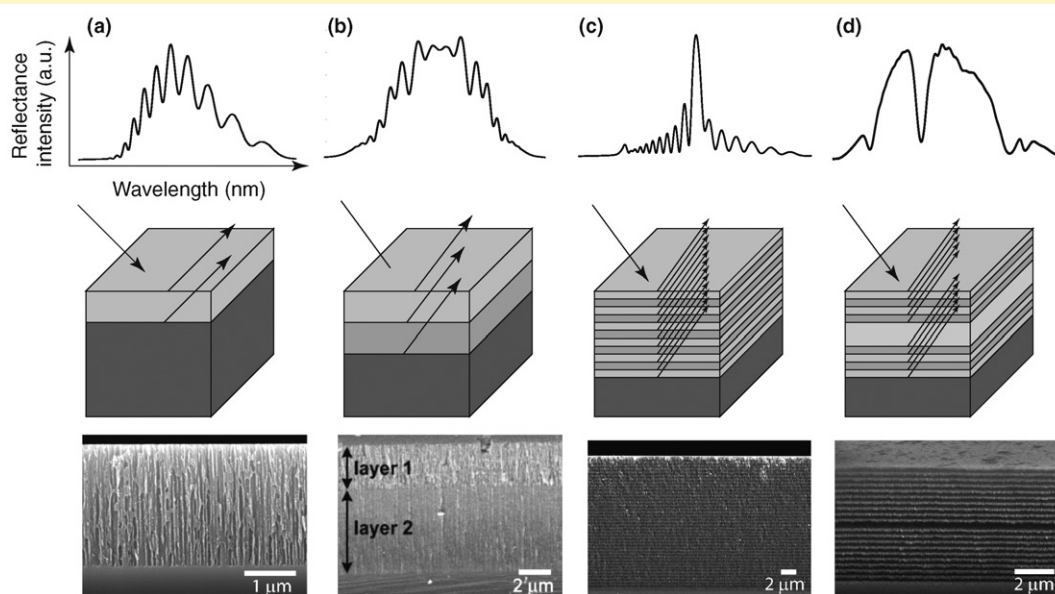 (a)
(b)
(c)
(d)
Reflectance
intensity (a.u.)
Wavelength (nm)
layer 1
layer 2
1 μm
2'μm
2 μm
2 μm